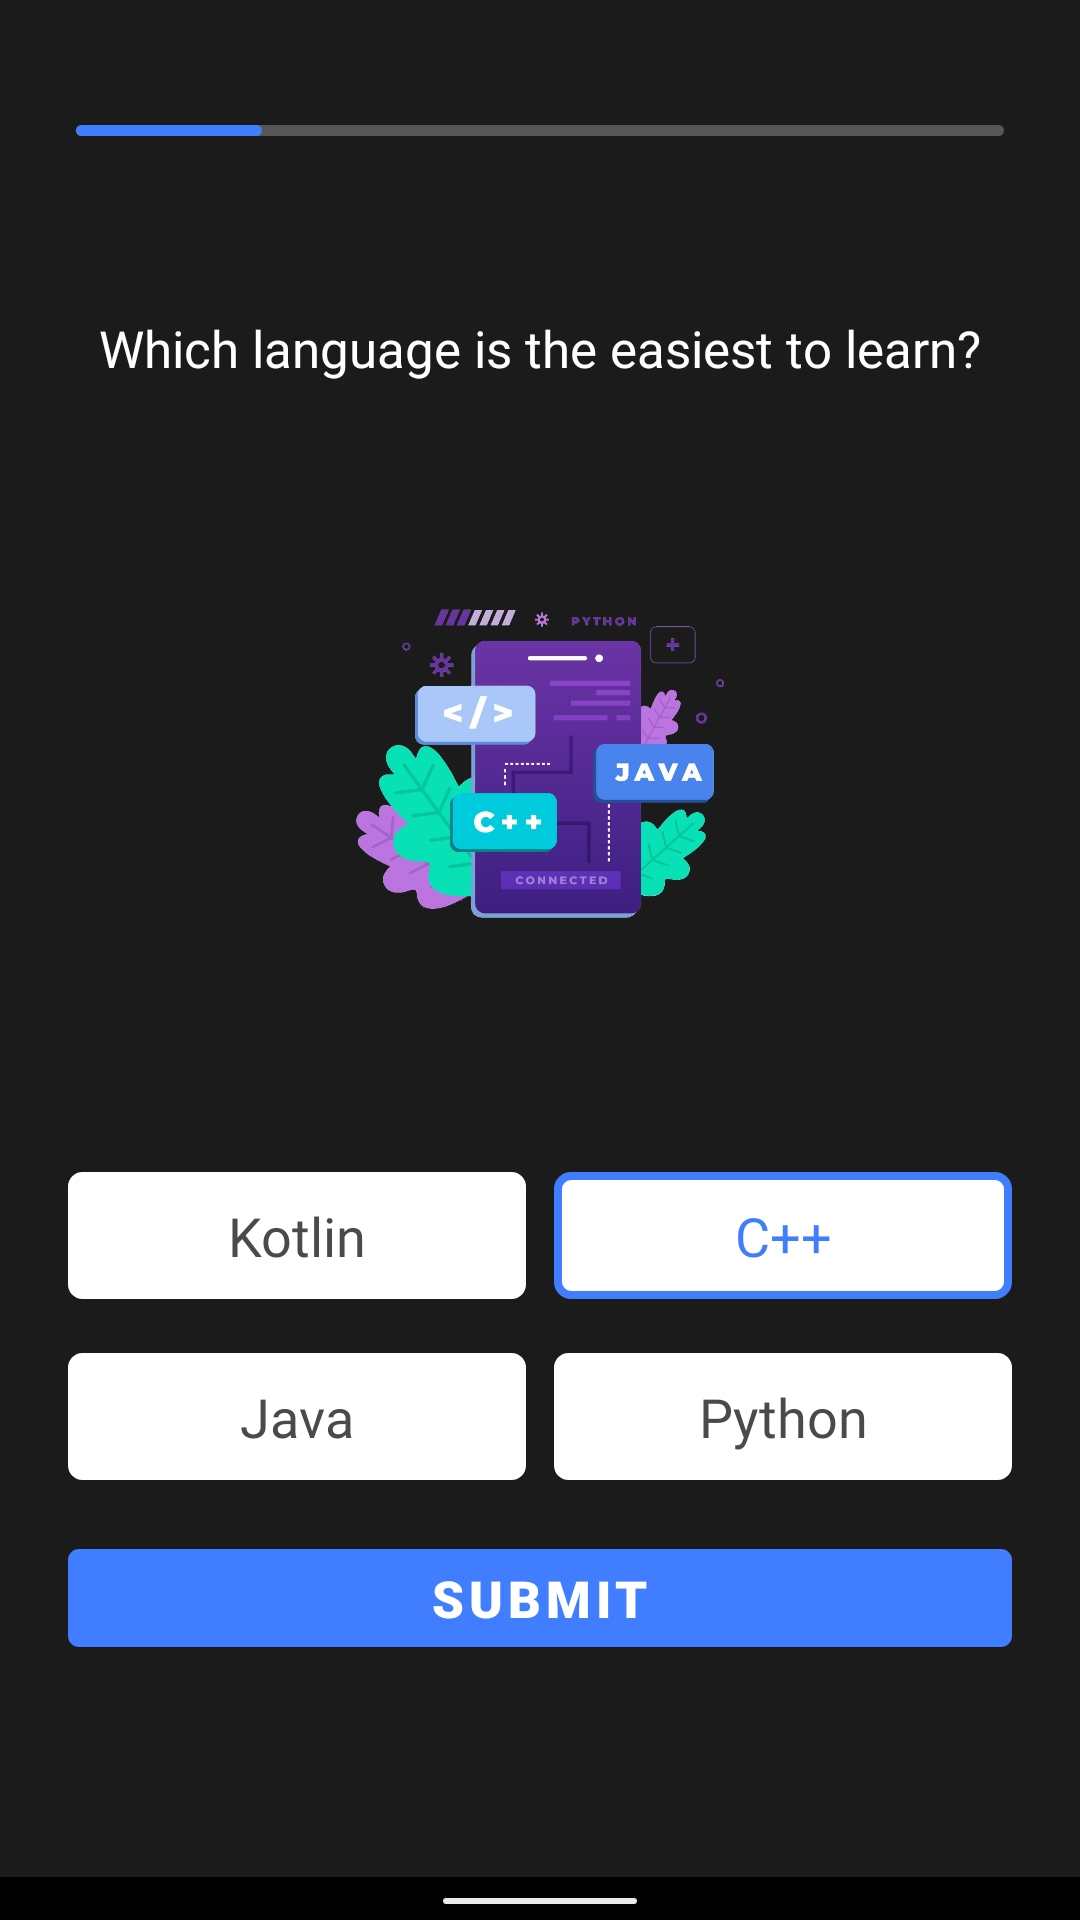 Which language is the easiest to learn?
PYTHON
+
</>
JAVA
C++
CONNECTED
Kotlin
C++
Java
Python
SUBMIT